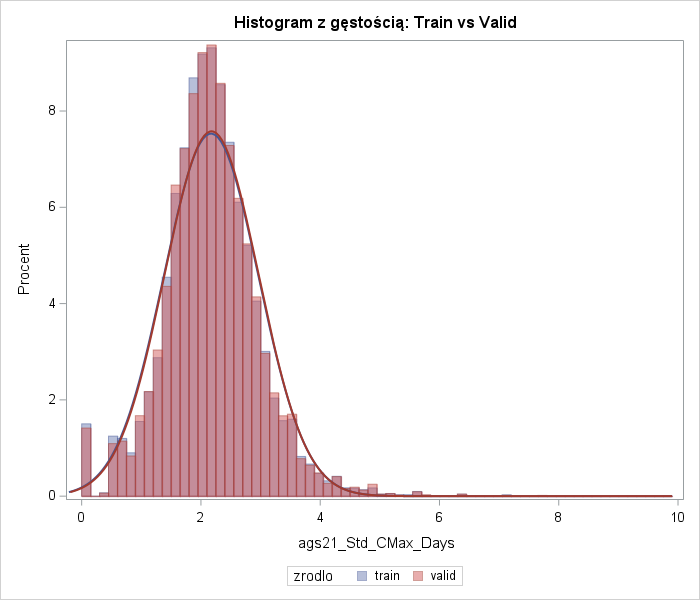 Histogram z gęstością: Train vs Valid
Procent
8
6
4
2
0
0 2 4 6 8 10
ags21_Std_CMax_Days
zrodlo train valid